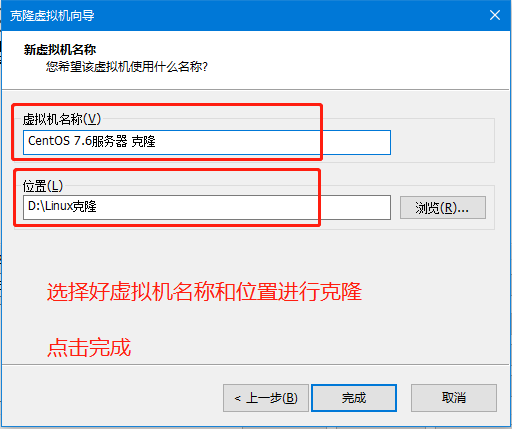 克隆虚拟机向导
新虚拟机名称
您希望该虚拟机使用什么名称?
虚拟机名称(V)
CentOS 7.6服务器 克隆
位置(L)
D:\Linux克隆
浏览(R)...
选择好虚拟机名称和位置进行克隆
点击完成
< 上一步(B)
完成
取消